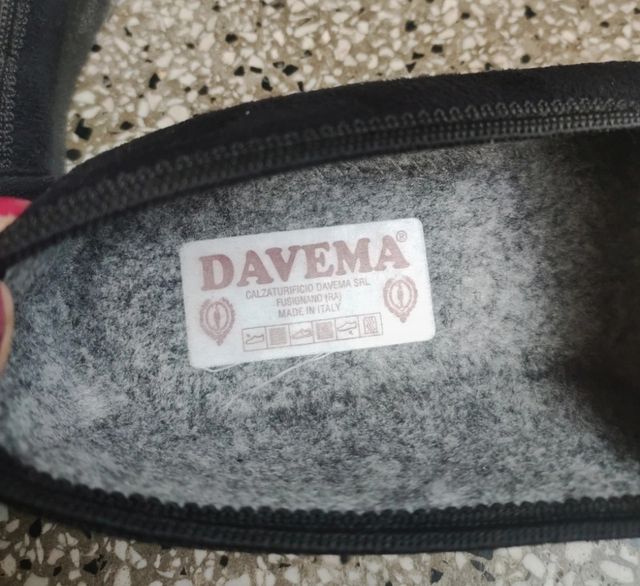 DAVEMA®
CALZATURIFICIO DAVEMA SRL
FUSIGNANO (RA)
MADE IN ITALY